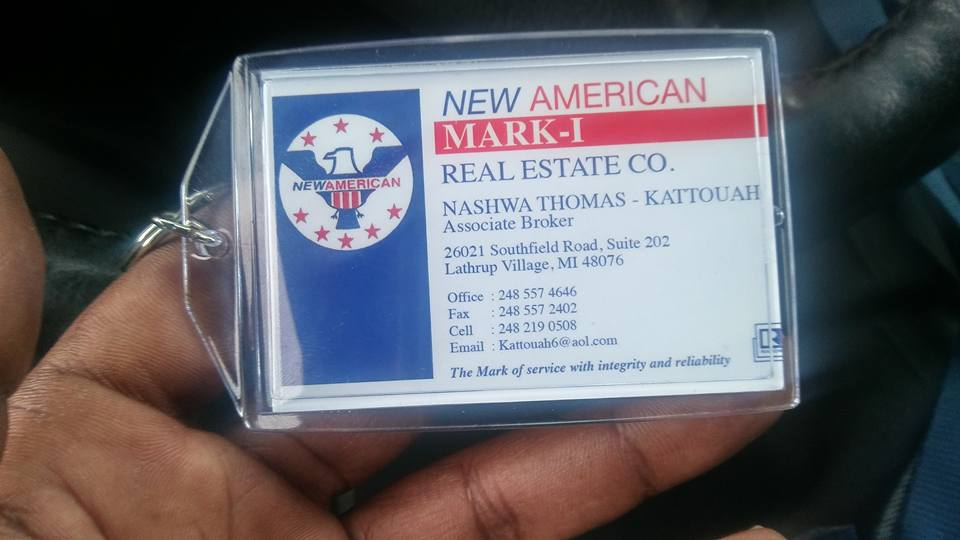 NEW AMERICAN
MARK-I
REAL ESTATE CO.
NEWAMERICAN
NASHWA THOMAS - KATTOUAH
Associate Broker
26021 Southfield Road, Suite 202
Lathrup Village, MI 48076
Office : 248 557 4646
Fax : 248 557 2402
Cell : 248 219 0508
Email : Kattouah6@aol.com
The Mark of service with integrity and reliability